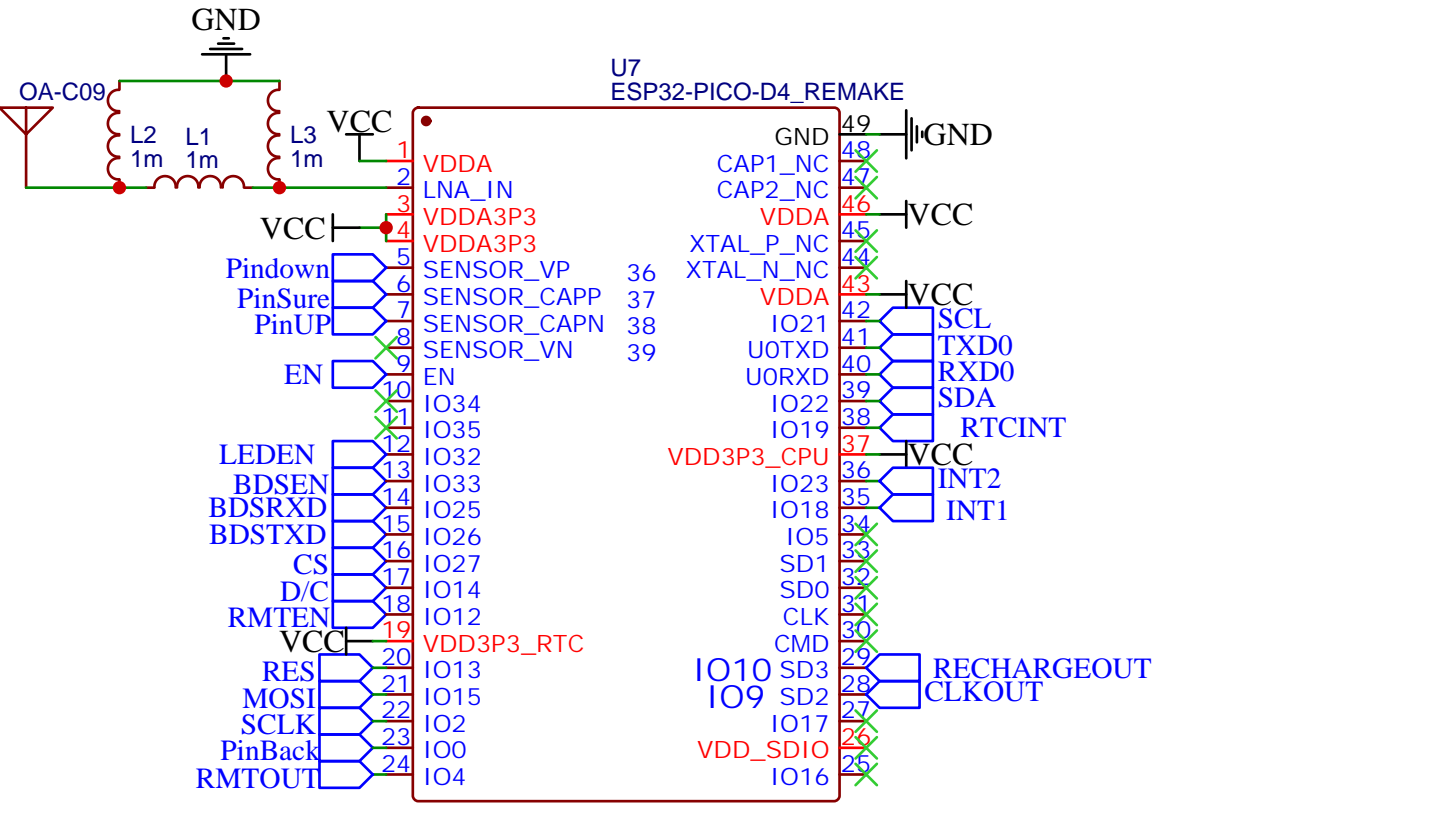 GND
U7
ESP32-PICO-D4_REMAKE
OA-C09
L2
1m
L1
1m
L3
1m
VCC
VCC
1 VDDA
2 LNA_IN
3 VDDA3P3
4 VDDA3P3
Pindown 5 SENSOR_VP 36
PinSure 6 SENSOR_CAPP 37
PinUP 7 SENSOR_CAPN 38
8 SENSOR_VN 39
EN 9 EN
10 IO34
11 IO35
LEDEN 12 IO32
BDSEN 13 IO33
BDSRXD 14 IO25
BDSTXD 15 IO26
CS 16 IO27
D/C 17 IO14
RMTEN 18 IO12
VCC 19 VDD3P3_RTC
RES 20 IO13
MOSI 21 IO15
SCLK 22 IO2
PinBack 23 IO0
RMTOUT 24 IO4
GND 49 GND
CAP1_NC 48
CAP2_NC 47
VDDA 46 VCC
XTAL_P_NC 45
XTAL_N_NC 44
VDDA 43 VCC
IO21 42 SCL
U0TXD 41 TXD0
U0RXD 40 RXD0
IO22 39 SDA
IO19 38 RTCINT
VDD3P3_CPU 37 VCC
IO23 36 INT2
IO18 35 INT1
IO5 34
SD1 33
SD0 32
CLK 31
CMD 30
IO10 SD3 29 RECHARGEOUT
IO9 SD2 28 CLKOUT
IO17 27
VDD_SDIO 26
IO16 25